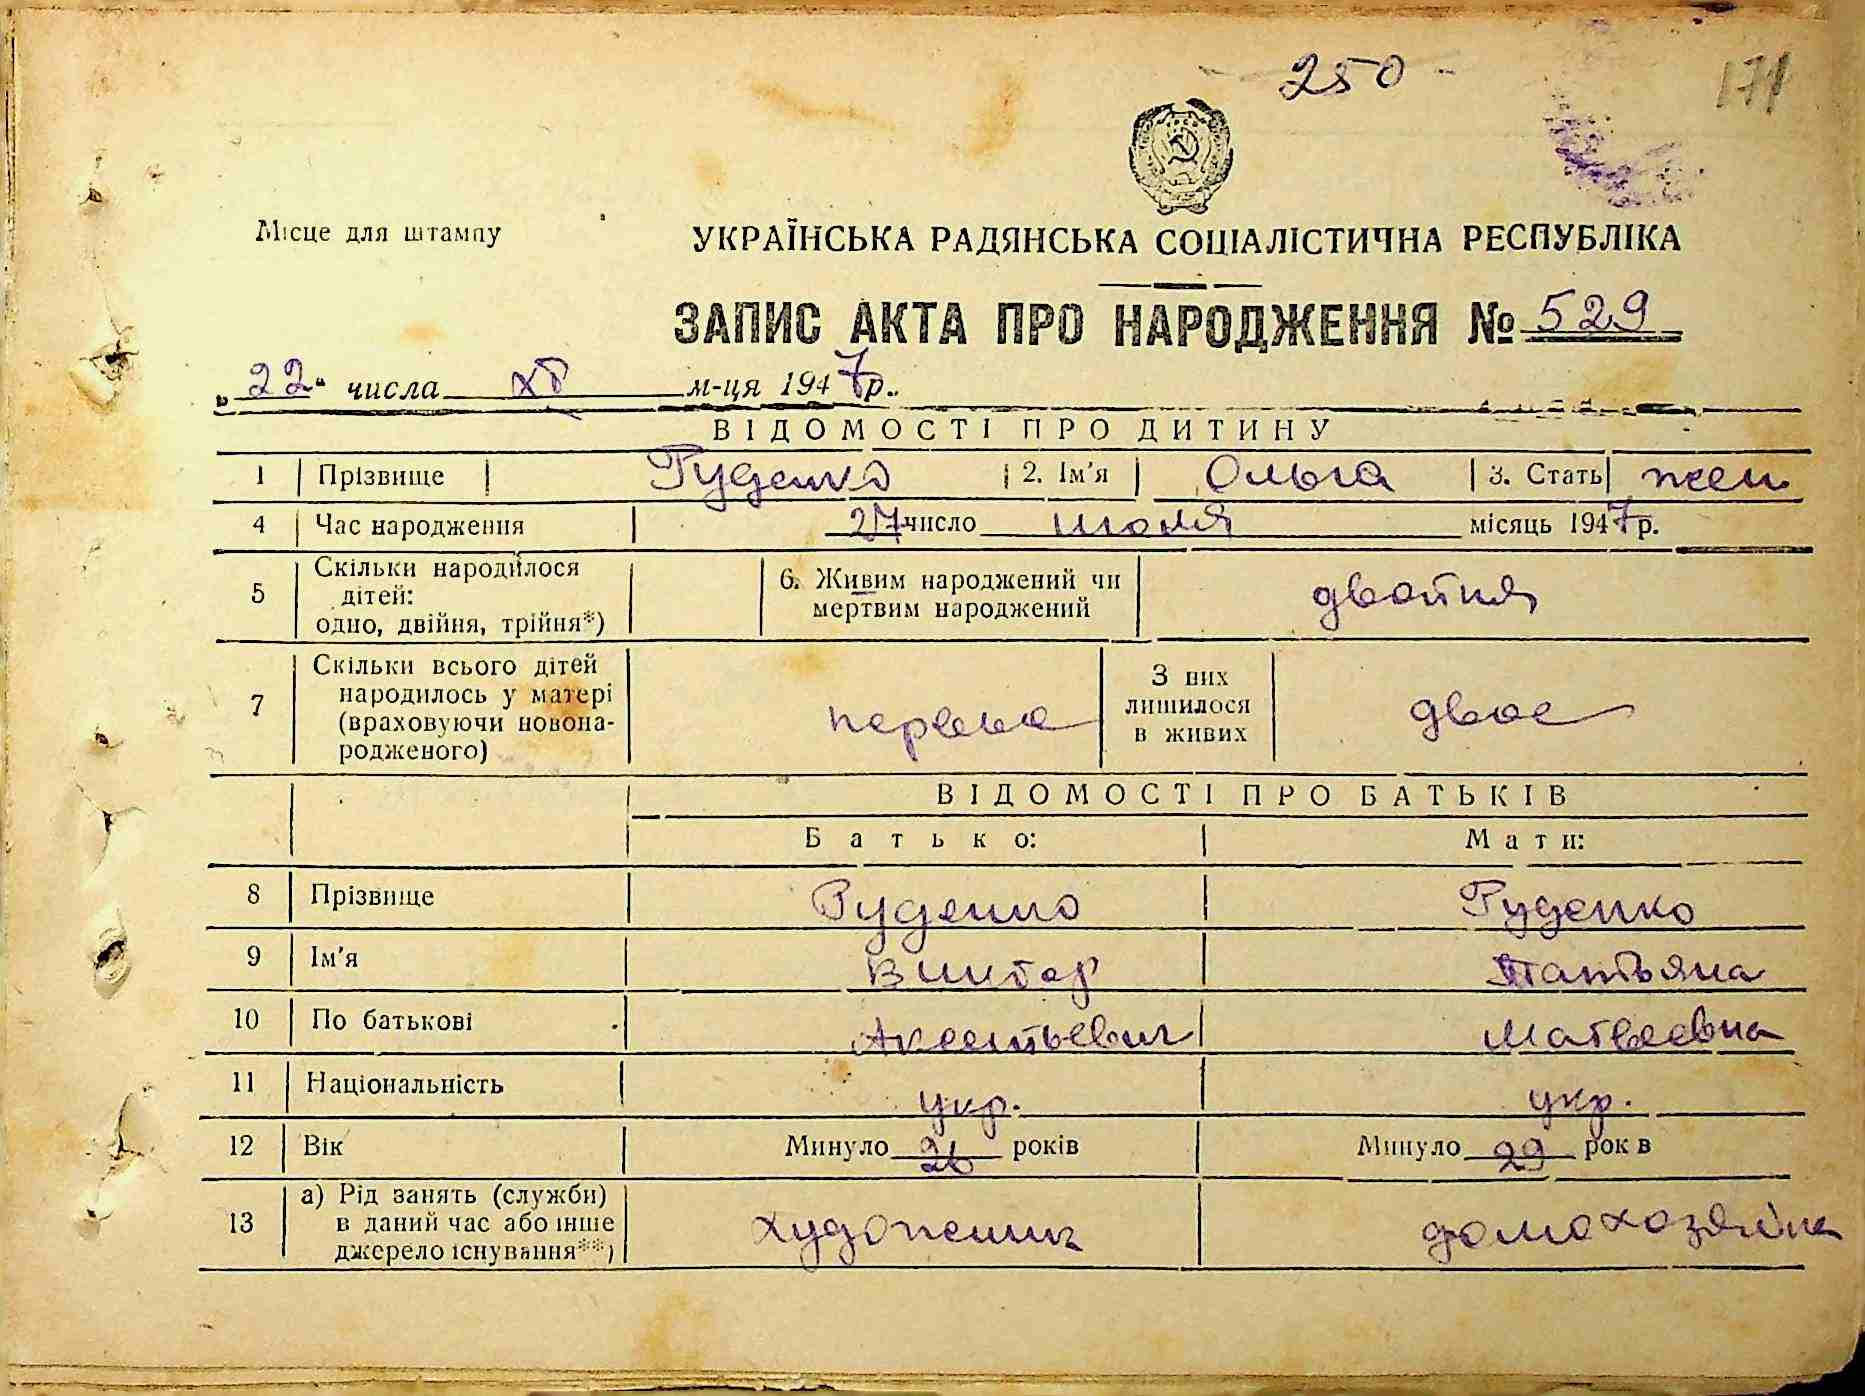 250
171
Місце для штампу
УКРАЇНСЬКА РАДЯНСЬКА СОЦІАЛІСТИЧНА РЕСПУБЛІКА
ЗАПИС АКТА ПРО НАРОДЖЕННЯ № 529
„22" числа XI м-ця 1947 р.
ВІДОМОСТІ ПРО ДИТИНУ
1 Прізвище Руденко 2. Ім'я Ольга 3. Стать жен
4 Час народження 27 число июля місяць 1947 р.
5 Скільки народилося дітей: одно, двійня, трійня*) 6. Живим народжений чи мертвим народжений двойня
7 Скільки всього дітей народилось у матері (враховуючи новонародженого) первые З них лишилося в живих двое
ВІДОМОСТІ ПРО БАТЬКІВ
Батько: Мати:
8 Прізвище Руденко Руденко
9 Ім'я Виктор Татьяна
10 По батькові Аксентьевич Матвеевна
11 Національність укр. укр.
12 Вік Минуло 26 років Минуло 29 рок в
13 а) Рід занять (служби) в даний час або інше джерело існування**) художник домохозяйка